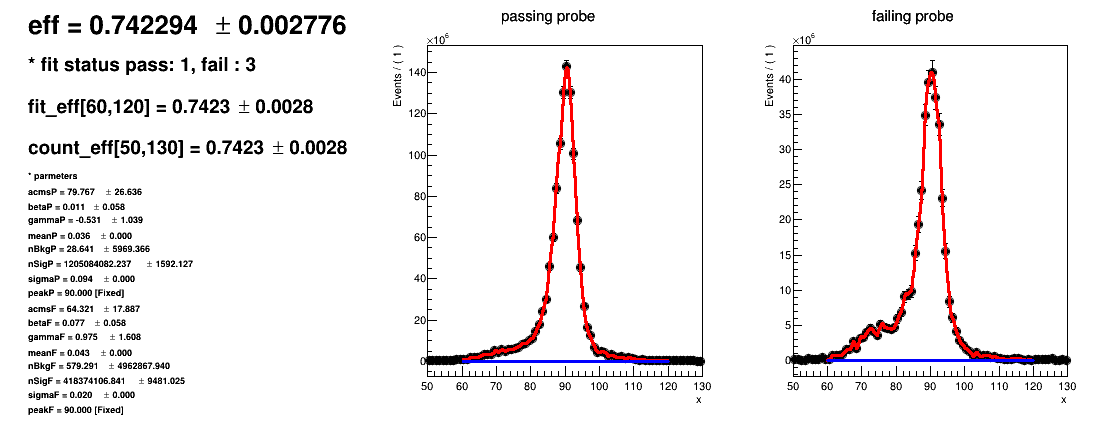 eff = 0.742294 ± 0.002776
* fit status pass: 1, fail : 3
fit_eff[60,120] = 0.7423 ± 0.0028
count_eff[50,130] = 0.7423 ± 0.0028
* parmeters
acmsP = 79.767 ± 26.636
betaP = 0.011 ± 0.058
gammaP = -0.531 ± 1.039
meanP = 0.036 ± 0.000
nBkgP = 28.641 ± 5969.366
nSigP = 1205084082.237 ± 1592.127
sigmaP = 0.094 ± 0.000
peakP = 90.000 [Fixed]
acmsF = 64.321 ± 17.887
betaF = 0.077 ± 0.058
gammaF = 0.975 ± 1.608
meanF = 0.043 ± 0.000
nBkgF = 579.291 ± 4962867.940
nSigF = 418374106.841 ± 9481.025
sigmaF = 0.020 ± 0.000
peakF = 90.000 [Fixed]
passing probe
×10⁶
Events / ( 1 )
140
120
100
80
60
40
20
0
50 60 70 80 90 100 110 120 130
x
failing probe
×10⁶
Events / ( 1 )
40
35
30
25
20
15
10
5
0
50 60 70 80 90 100 110 120 130
x